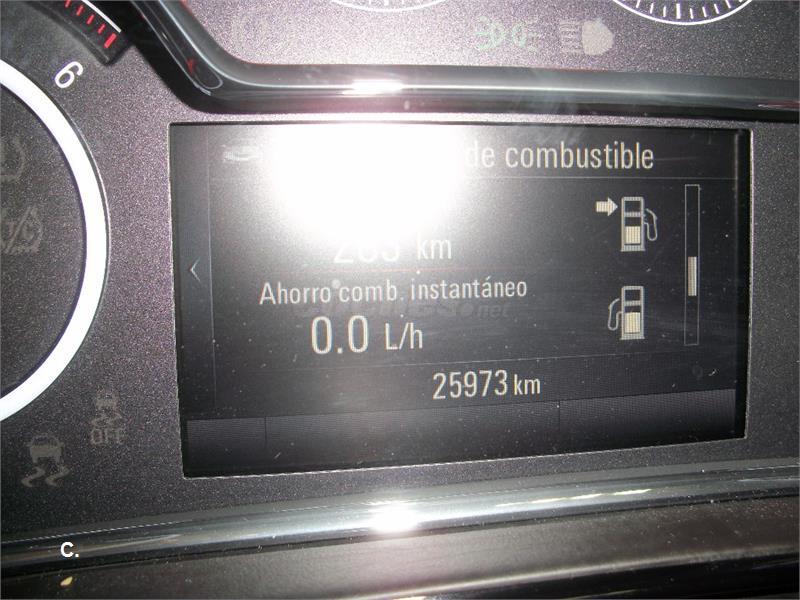 6
de combustible
km
Ahorro comb. instantáneo
0.0 L/h
25973 km
OFF
C.